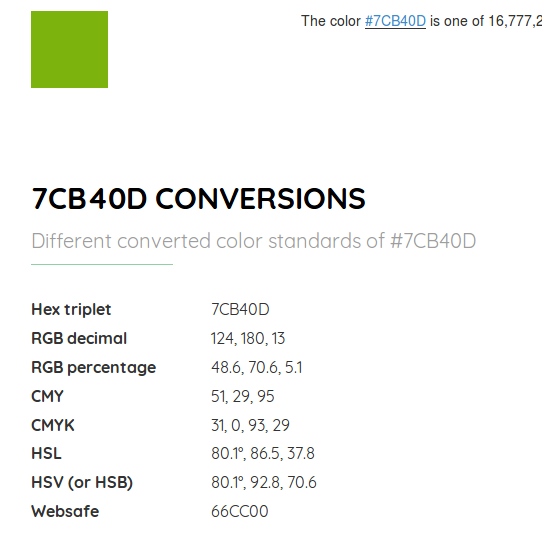 The color #7CB40D is one of 16,777,2
7CB40D CONVERSIONS
Different converted color standards of #7CB40D
Hex triplet 7CB40D
RGB decimal 124, 180, 13
RGB percentage 48.6, 70.6, 5.1
CMY 51, 29, 95
CMYK 31, 0, 93, 29
HSL 80.1°, 86.5, 37.8
HSV (or HSB) 80.1°, 92.8, 70.6
Websafe 66CC00